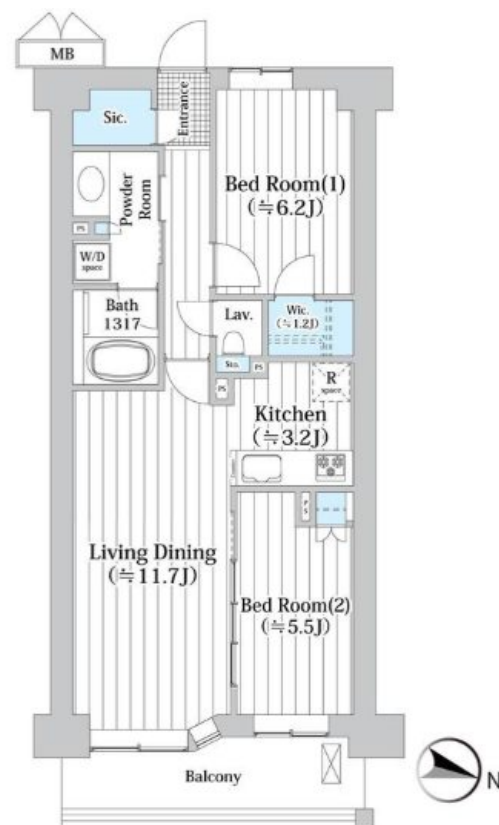 MB
Sic.
Entrance
Bed Room(1)
(≒6.2J)
Powder
Room
PS
W/D
space
Bath
1317
Lav.
Wic.
(≒1.2J)
Sto.
PS
PS
R
space
Kitchen
(≒3.2J)
PS
Living Dining
(≒11.7J)
Bed Room(2)
(≒5.5J)
Balcony
N